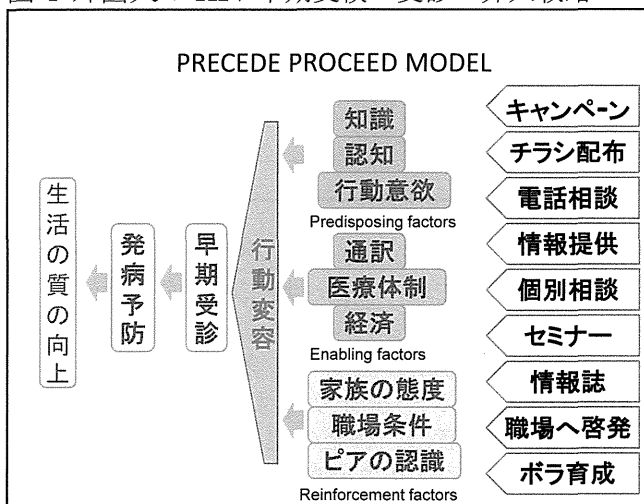 PRECEDE PROCEED MODEL
生活の質の向上
発病予防
早期受診
行動変容
知識
認知
行動意欲
Predisposing factors
通訳
医療体制
経済
Enabling factors
家族の態度
職場条件
ピアの認識
Reinforcement factors
キャンペーン
チラシ配布
電話相談
情報提供
個別相談
セミナー
情報誌
職場へ啓発
ボラ育成